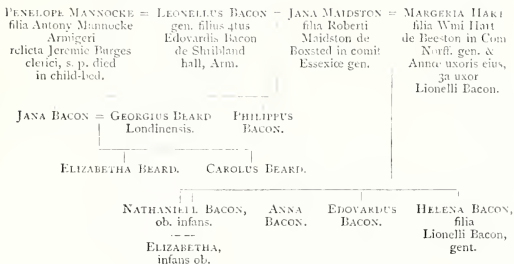 PENELOPE MANNOCKE = LEONELLUS BACON = JANA MAIDSTON = MARGERIA HART
filia Antony Mannocke gen. filius 4tus filia Roberti filia Wmi Hart
Armigeri Edovardis Bacon Maidston de de Beeston in Com
relicta Jeremie Burges de Shribland Boxsted in comit Norff. gen. &
clerici, s. p. died hall, Arm. Essexiæ gen. Annœ uxoris eius,
in child-bed. 3a uxor
Lionelli Bacon.
JANA BACON = GEORGIUS BEARD PHILIPPUS
Londinensis. BACON.
ELIZABETHA BEARD. CAROLUS BEARD.
NATHANIELL BACON, ANNA EDOVARDUS HELENA BACON,
ob. infans. BACON. BACON. filia
Lionelli Bacon,
ELIZABETHA, gent.
infans ob.